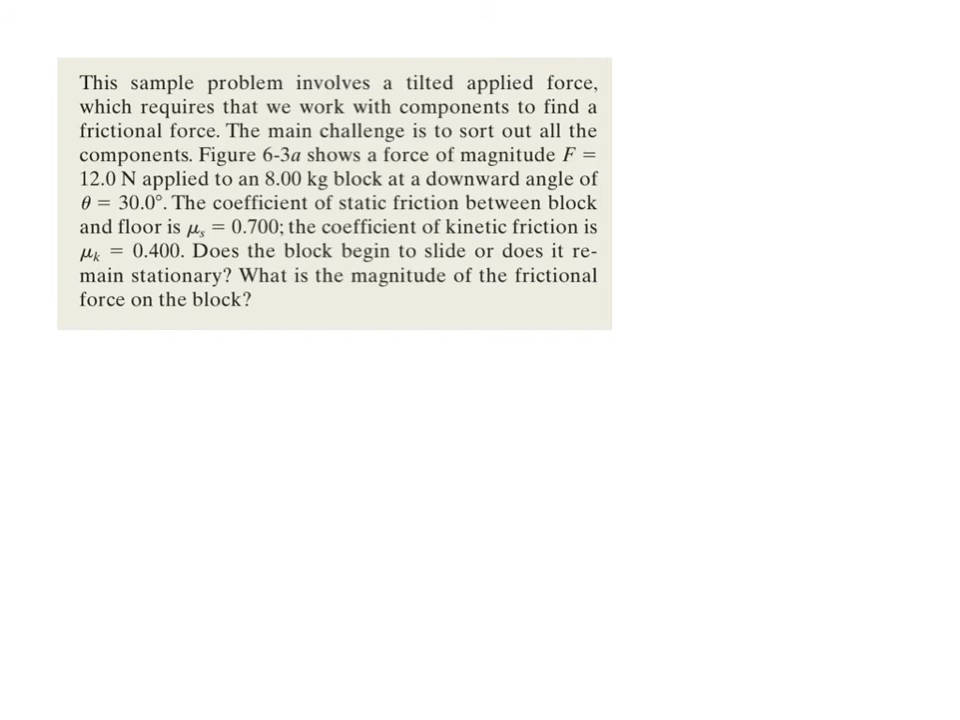 This sample problem involves a tilted applied force,
which requires that we work with components to find a
frictional force. The main challenge is to sort out all the
components. Figure 6-3a shows a force of magnitude F =
12.0 N applied to an 8.00 kg block at a downward angle of
θ = 30.0°. The coefficient of static friction between block
and floor is μs = 0.700; the coefficient of kinetic friction is
μk = 0.400. Does the block begin to slide or does it re-
main stationary? What is the magnitude of the frictional
force on the block?